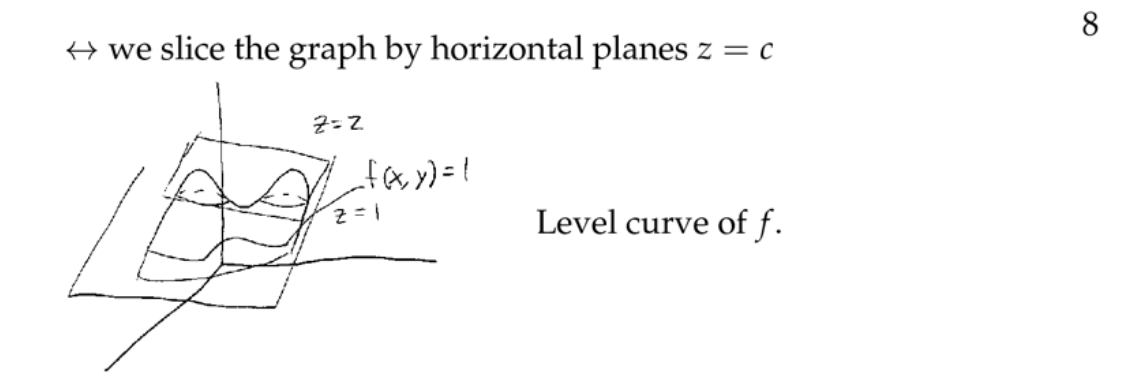 8
↔ we slice the graph by horizontal planes z = c
z=2
f(x,y)=1
z=1
Level curve of f.